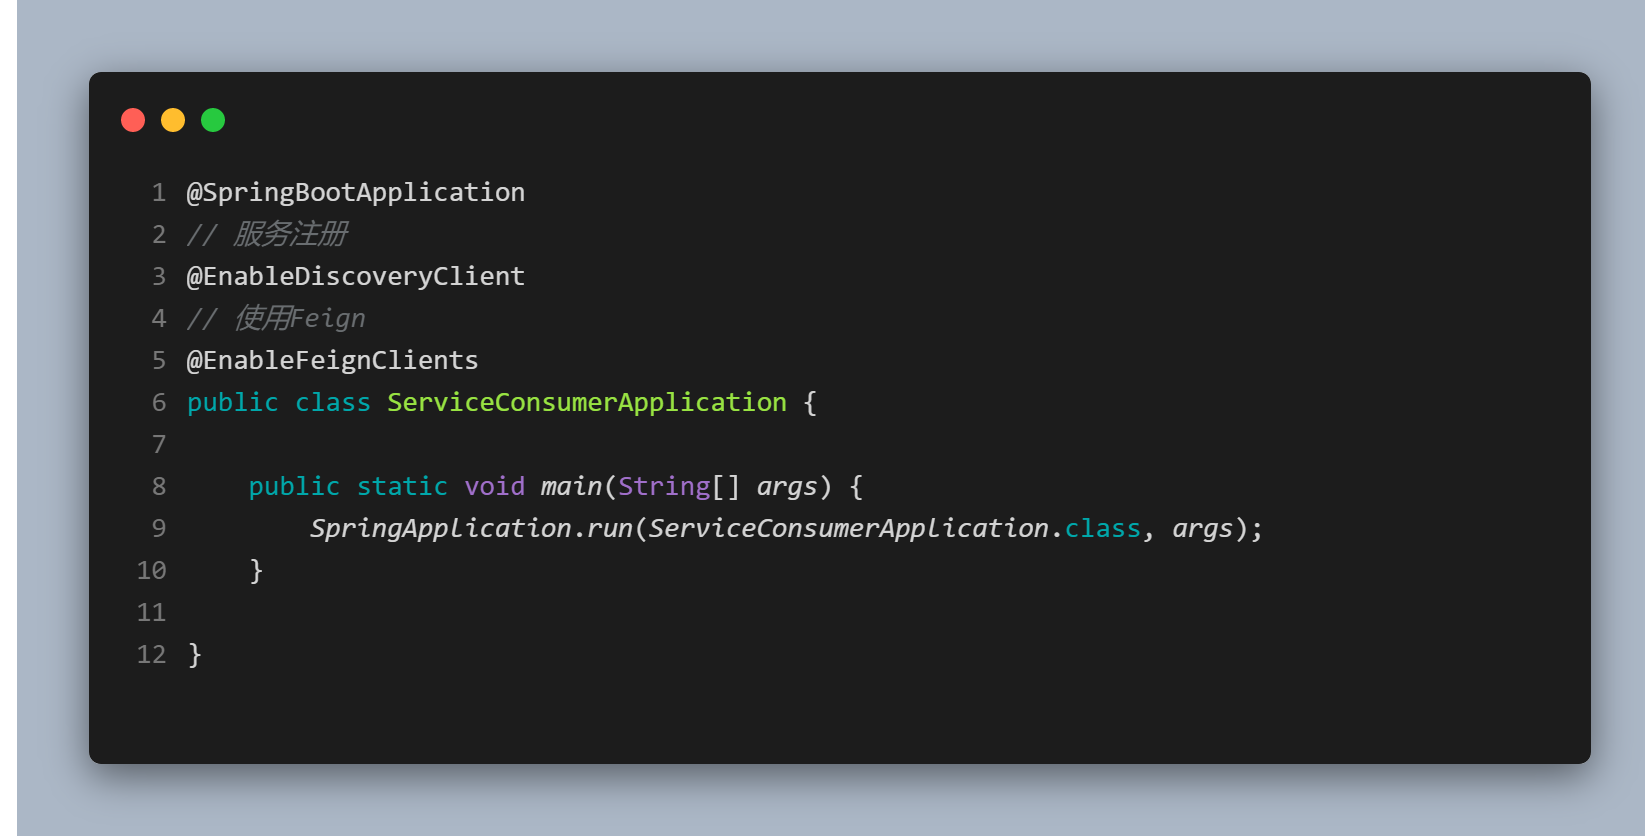 1 @SpringBootApplication
2 // 服务注册
3 @EnableDiscoveryClient
4 // 使用Feign
5 @EnableFeignClients
6 public class ServiceConsumerApplication {
7
8     public static void main(String[] args) {
9         SpringApplication.run(ServiceConsumerApplication.class, args);
10     }
11
12 }